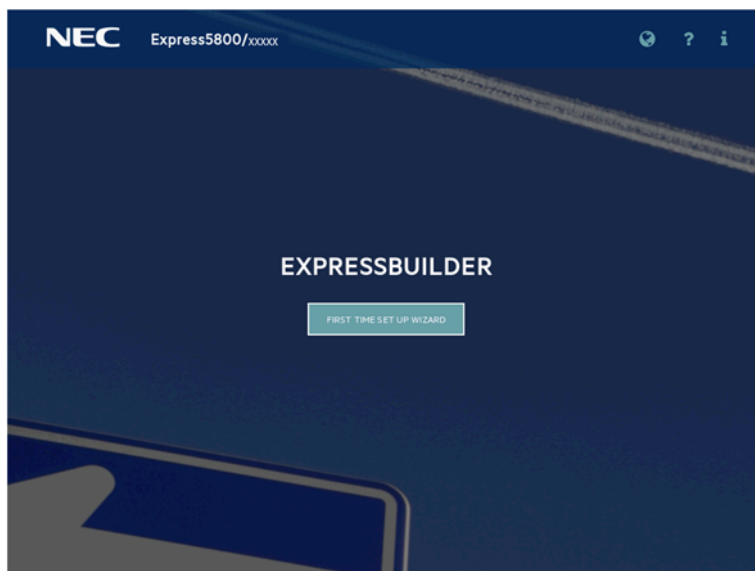 NEC Express5800/xxxxx
?
i
EXPRESSBUILDER
FIRST TIME SET UP WIZARD